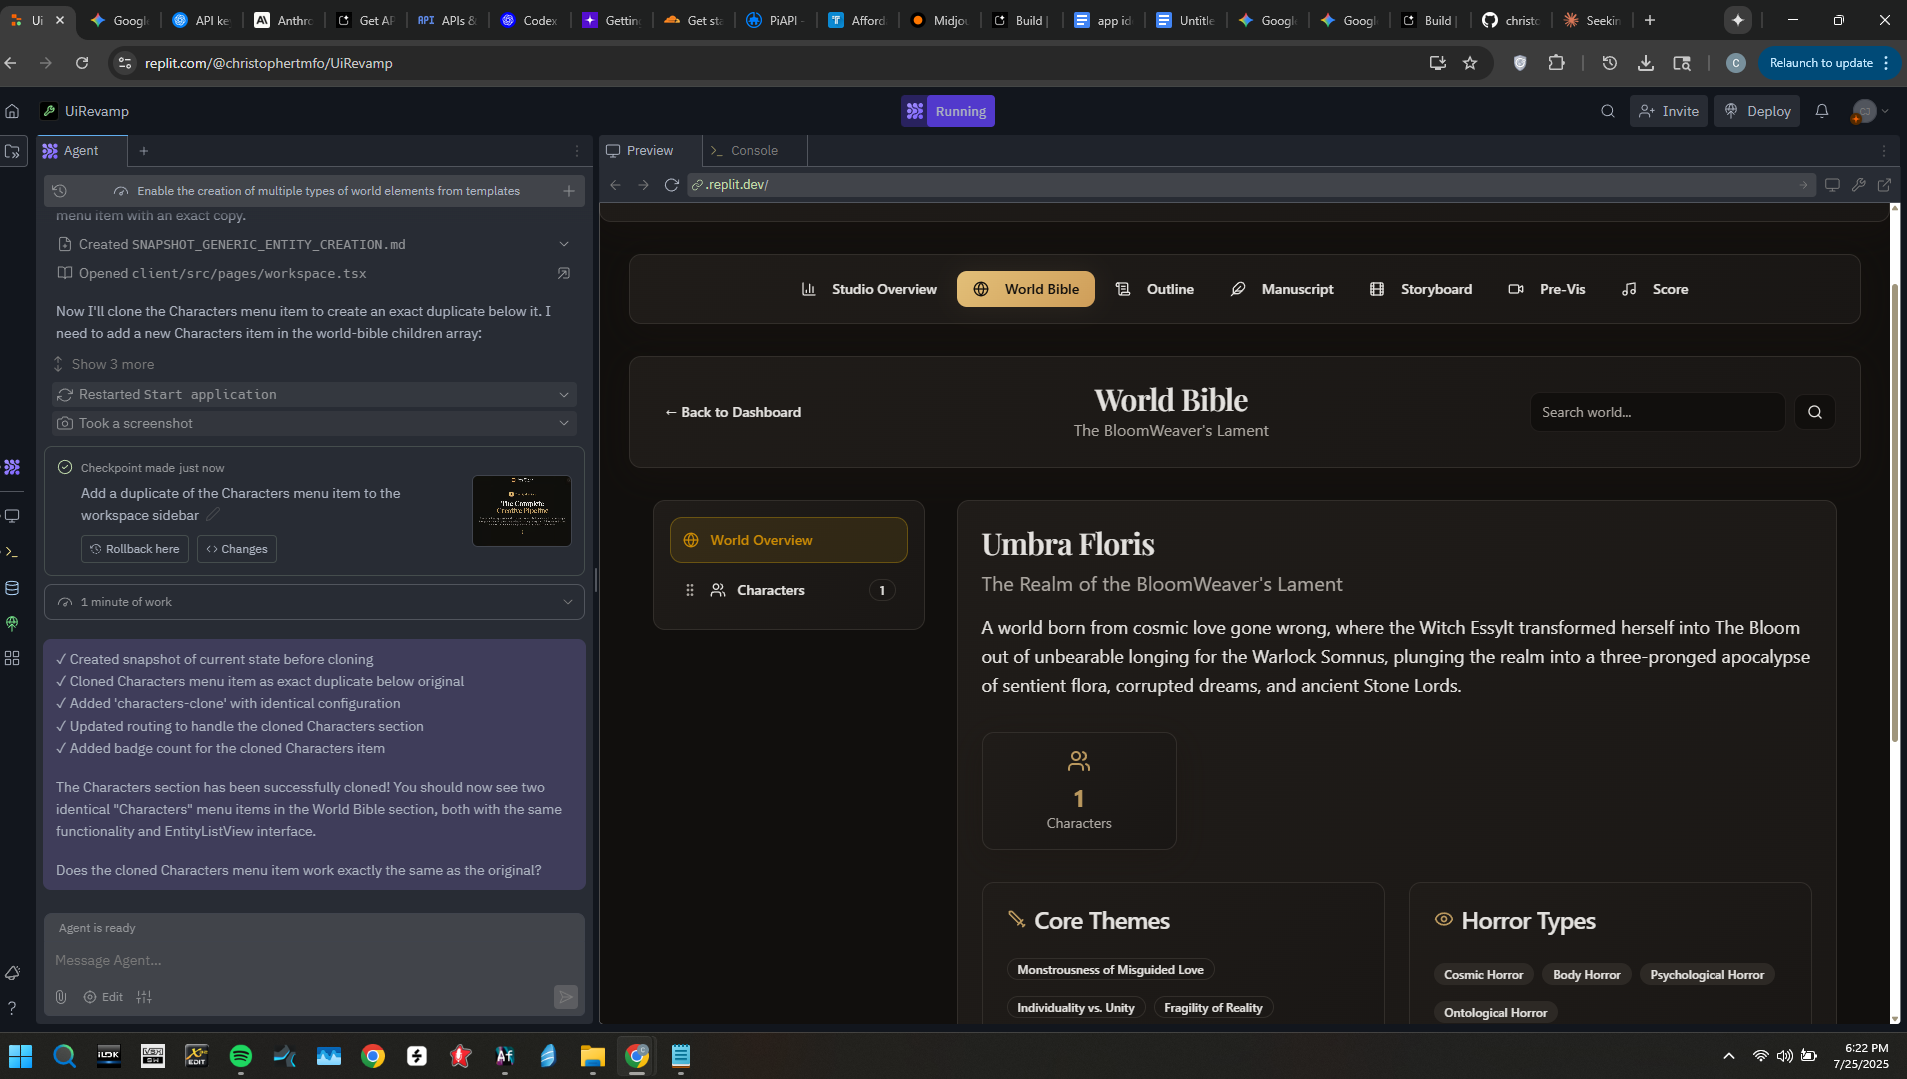 Ui
Google
API key
Anthro
Get AP
API
APIs &
Codex
Getting
Get sta
PiAPI -
Afford
Midjou
Build |
app ide
Untitle
Google
Google
Build |
christo
Seekin
replit.com/@christophertmfo/UiRevamp
C
Relaunch to update
UiRevamp
Running
Invite
Deploy
Agent
Preview
Console
Enable the creation of multiple types of world elements from templates
.replit.dev/
menu item with an exact copy.
Created SNAPSHOT_GENERIC_ENTITY_CREATION.md
Opened client/src/pages/workspace.tsx
Now I'll clone the Characters menu item to create an exact duplicate below it. I
need to add a new Characters item in the world-bible children array:
Show 3 more
Restarted Start application
Took a screenshot
Checkpoint made just now
Add a duplicate of the Characters menu item to the
workspace sidebar
The Complete
Creative Pipeline
Rollback here
Changes
1 minute of work
✓ Created snapshot of current state before cloning
✓ Cloned Characters menu item as exact duplicate below original
✓ Added 'characters-clone' with identical configuration
✓ Updated routing to handle the cloned Characters section
✓ Added badge count for the cloned Characters item
The Characters section has been successfully cloned! You should now see two
identical "Characters" menu items in the World Bible section, both with the same
functionality and EntityListView interface.
Does the cloned Characters menu item work exactly the same as the original?
Agent is ready
Message Agent...
Edit
Studio Overview
World Bible
Outline
Manuscript
Storyboard
Pre-Vis
Score
← Back to Dashboard
World Bible
The BloomWeaver's Lament
Search world...
World Overview
Characters
1
Umbra Floris
The Realm of the BloomWeaver's Lament
A world born from cosmic love gone wrong, where the Witch Essylt transformed herself into The Bloom
out of unbearable longing for the Warlock Somnus, plunging the realm into a three-pronged apocalypse
of sentient flora, corrupted dreams, and ancient Stone Lords.
1
Characters
Core Themes
Monstrousness of Misguided Love
Individuality vs. Unity
Fragility of Reality
Horror Types
Cosmic Horror
Body Horror
Psychological Horror
Ontological Horror
EDIT
Af
6:22 PM
7/25/2025